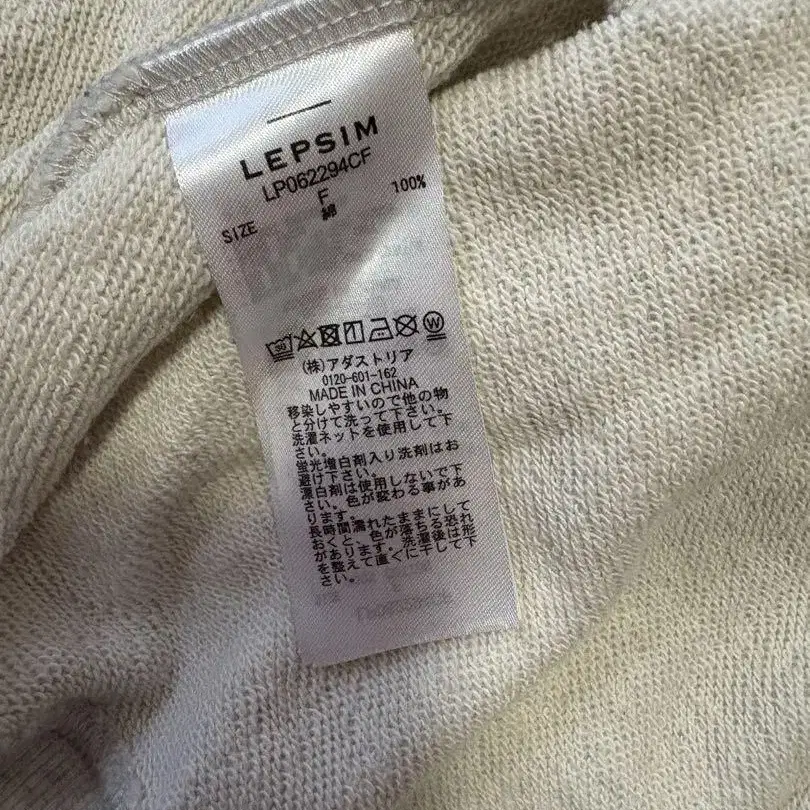 LEPSIM
LP062294CF
SIZE F
綿 100%
(株)アダストリア
0120-601-162
MADE IN CHINA
移染しやすいので他の物
と分けて洗って下さい。
洗濯ネットを使用して下
さい。
蛍光増白剤入り洗剤はお
避け下さい。
漂白剤は使用しないで下
さい。色が変わる事があ
ります。
長時間濡れたままにして
おくと、色が落ちる恐れ
があります。洗濯後は形
を整えて直ぐに干して下
さい。